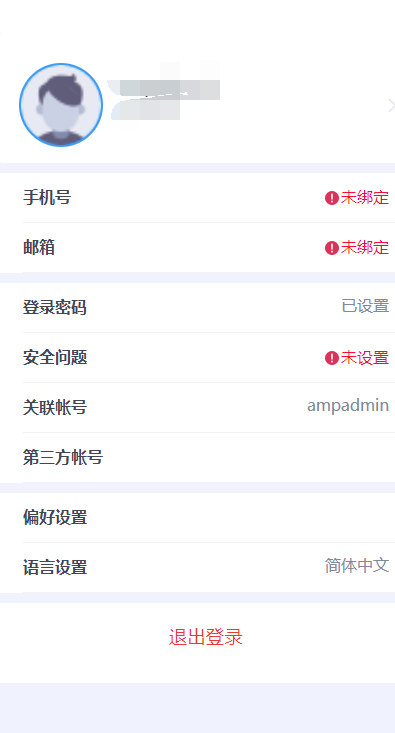 手机号 未绑定
邮箱 未绑定
登录密码 已设置
安全问题 未设置
关联帐号 ampadmin
第三方帐号
偏好设置
语言设置 简体中文
退出登录